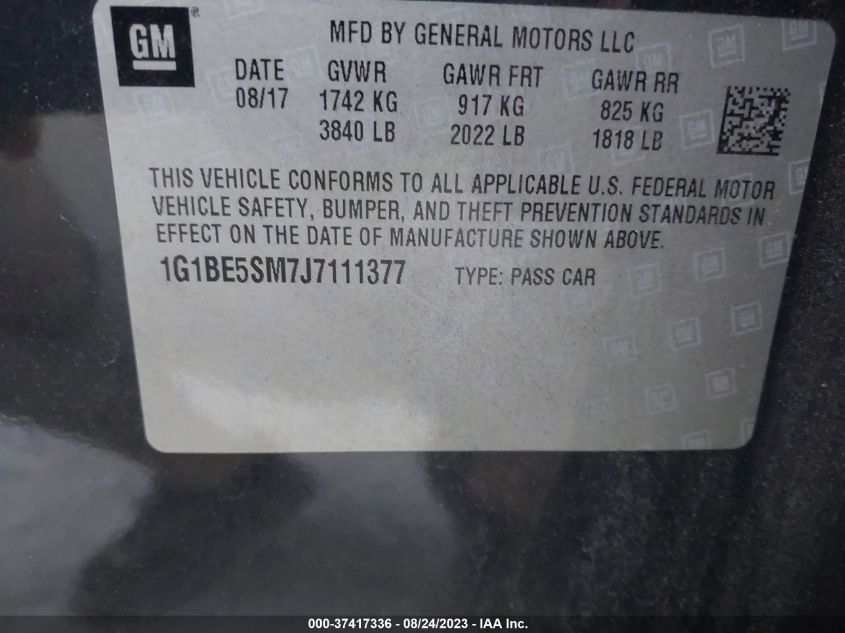 GM ®
MFD BY GENERAL MOTORS LLC
DATE GVWR GAWR FRT GAWR RR
08/17 1742 KG 917 KG 825 KG
3840 LB 2022 LB 1818 LB
THIS VEHICLE CONFORMS TO ALL APPLICABLE U.S. FEDERAL MOTOR
VEHICLE SAFETY, BUMPER, AND THEFT PREVENTION STANDARDS IN
EFFECT ON THE DATE OF MANUFACTURE SHOWN ABOVE.
1G1BE5SM7J7111377 TYPE: PASS CAR
000-37417336 - 08/24/2023 - IAA Inc.